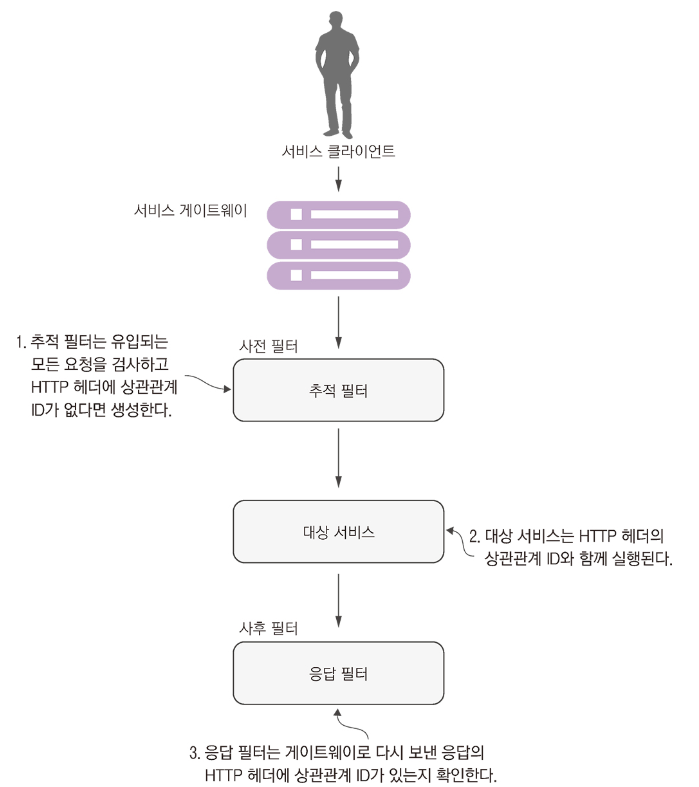 서비스 클라이언트
서비스 게이트웨이
사전 필터
1. 추적 필터는 유입되는
모든 요청을 검사하고
HTTP 헤더에 상관관계
ID가 없다면 생성한다.
추적 필터
대상 서비스
2. 대상 서비스는 HTTP 헤더의
상관관계 ID와 함께 실행된다.
사후 필터
응답 필터
3. 응답 필터는 게이트웨이로 다시 보낸 응답의
HTTP 헤더에 상관관계 ID가 있는지 확인한다.